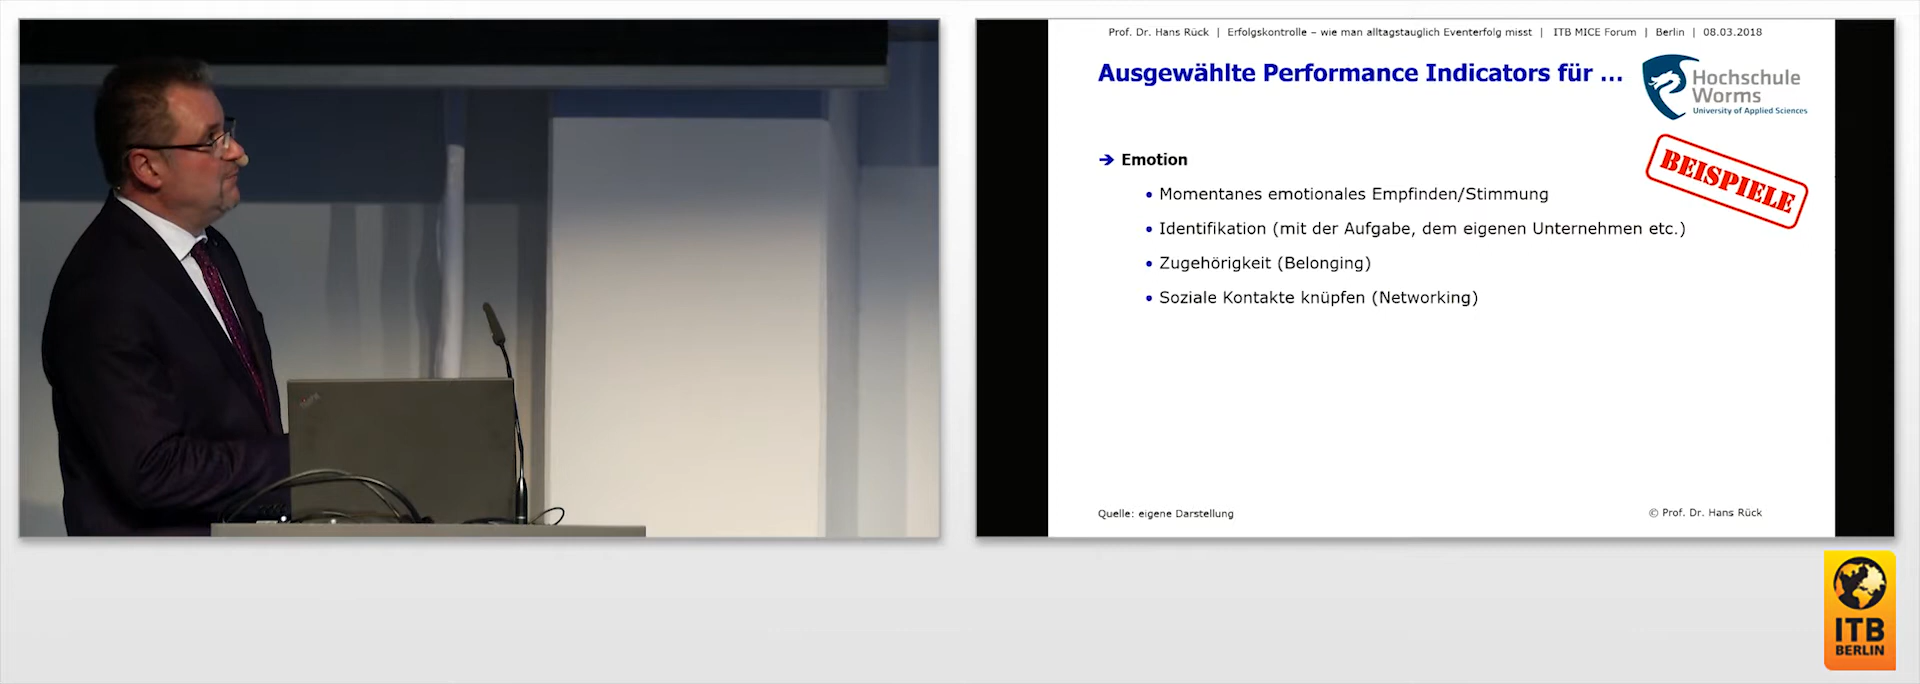 Prof. Dr. Hans Rück | Erfolgskontrolle – wie man alltagstauglich Eventerfolg misst | ITB MICE Forum | Berlin | 08.03.2018
Ausgewählte Performance Indicators für ...
Hochschule
Worms
University of Applied Sciences
BEISPIELE
➔ Emotion
• Momentanes emotionales Empfinden/Stimmung
• Identifikation (mit der Aufgabe, dem eigenen Unternehmen etc.)
• Zugehörigkeit (Belonging)
• Soziale Kontakte knüpfen (Networking)
Quelle: eigene Darstellung
© Prof. Dr. Hans Rück
ITB
BERLIN